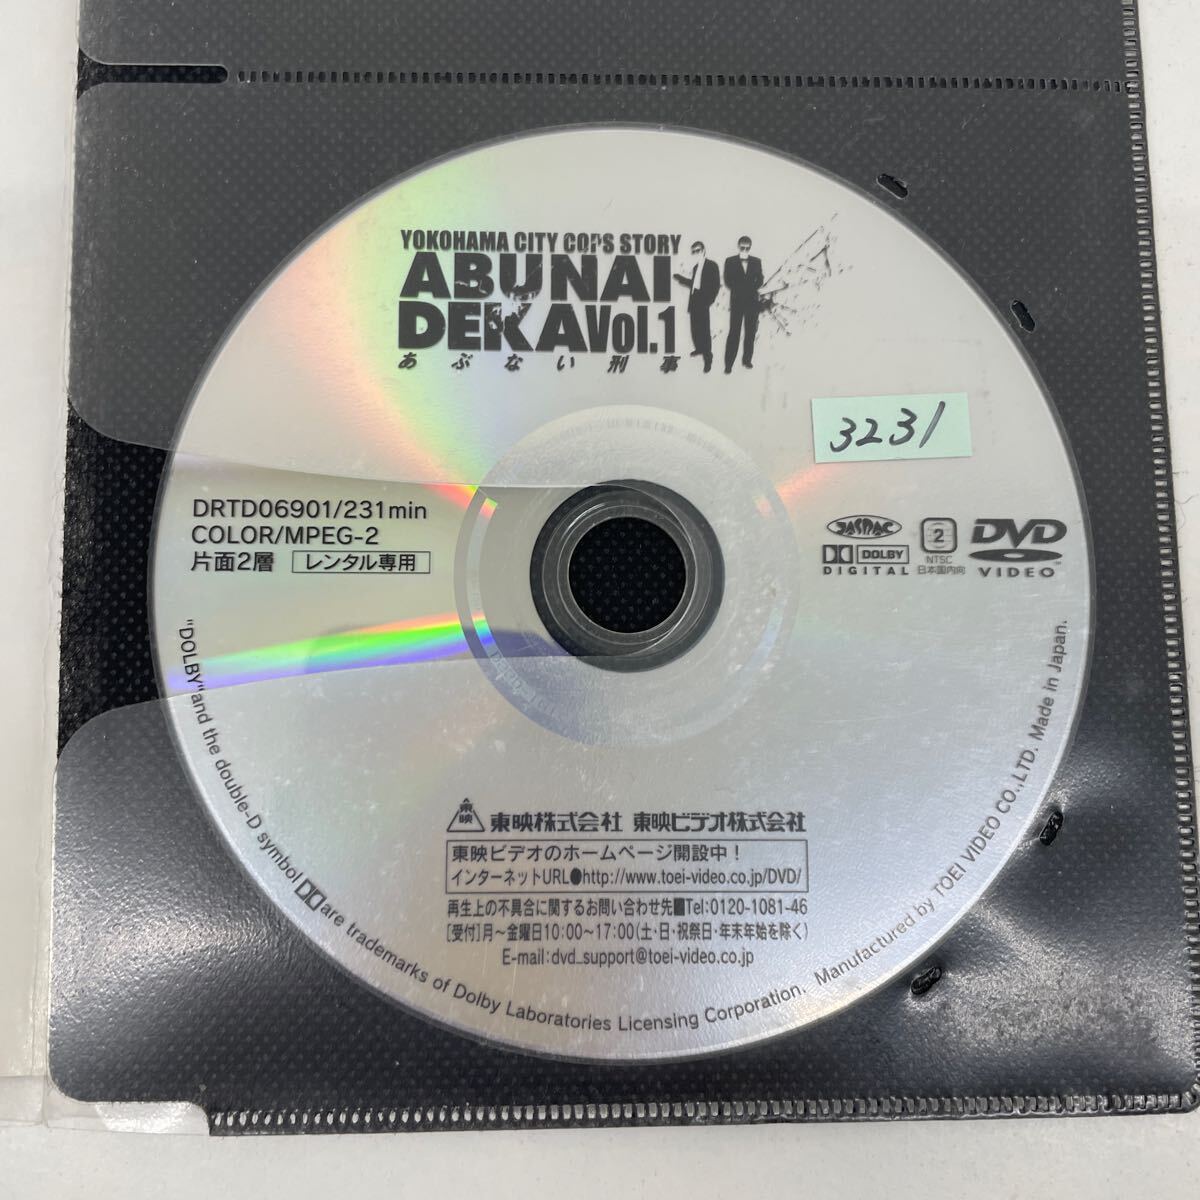 YOKOHAMA CITY COPS STORY
ABUNAI
DEKA Vol.1
あぶない刑事
3231
DRTD06901/231min
COLOR/MPEG-2
片面2層 レンタル専用
JASRAC
DOLBY
DIGITAL
2
NTSC
日本国内向
DVD
VIDEO
東映 東映株式会社 東映ビデオ株式会社
東映ビデオのホームページ開設中！
インターネットURL●http://www.toei-video.co.jp/DVD/
再生上の不具合に関するお問い合わせ先■Tel:0120-1081-46
[受付]月～金曜日10:00～17:00(土・日・祝祭日・年末年始を除く)
E-mail:dvd_support@toei-video.co.jp
"DOLBY" and the double-D symbol are trademarks of Dolby Laboratories Licensing Corporation. Manufactured by TOEI VIDEO CO.,LTD. Made in Japan.